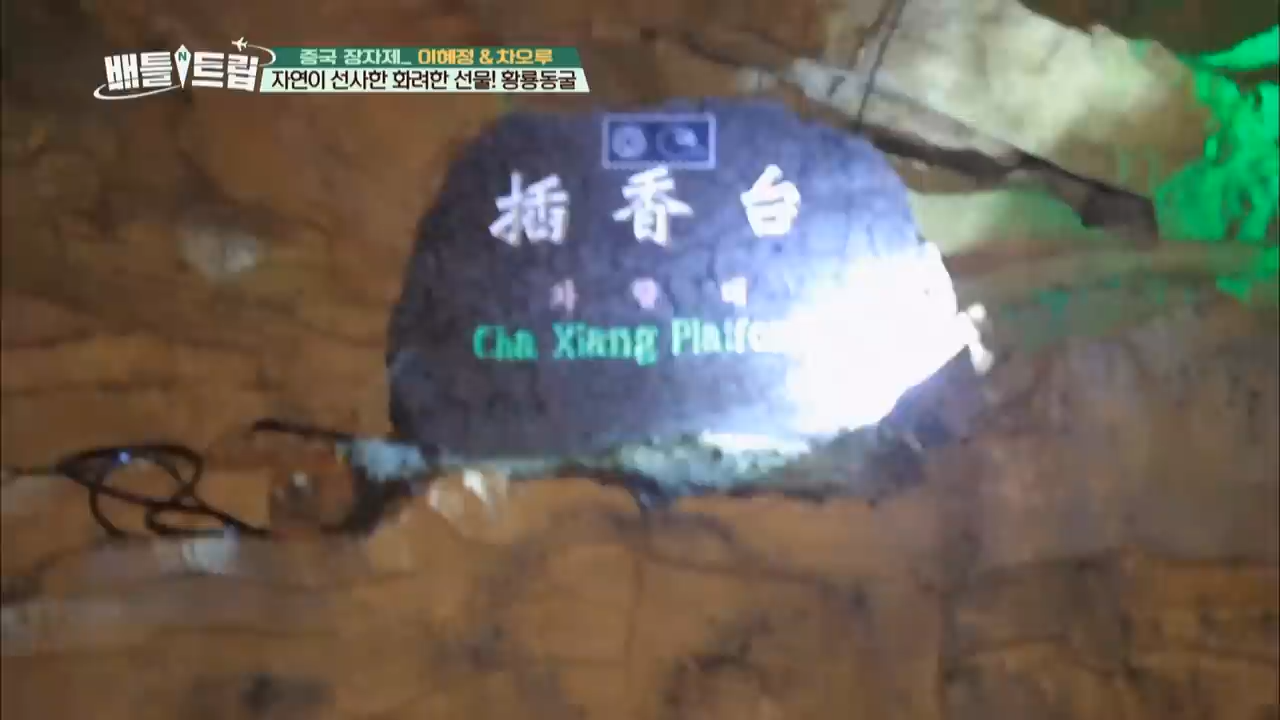 배틀트립
중국 장자제_ 이혜정 & 차오루
자연이 선사한 화려한 선물! 황룡동굴
插香台
Cha Xiang